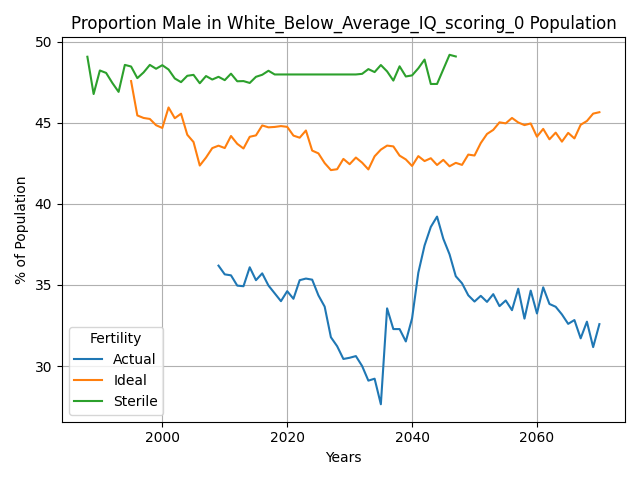 Proportion Male in White_Below_Average_IQ_scoring_0 Population
% of Population
50
45
40
35
30
Fertility
Actual
Ideal
Sterile
2000
2020
2040
2060
Years